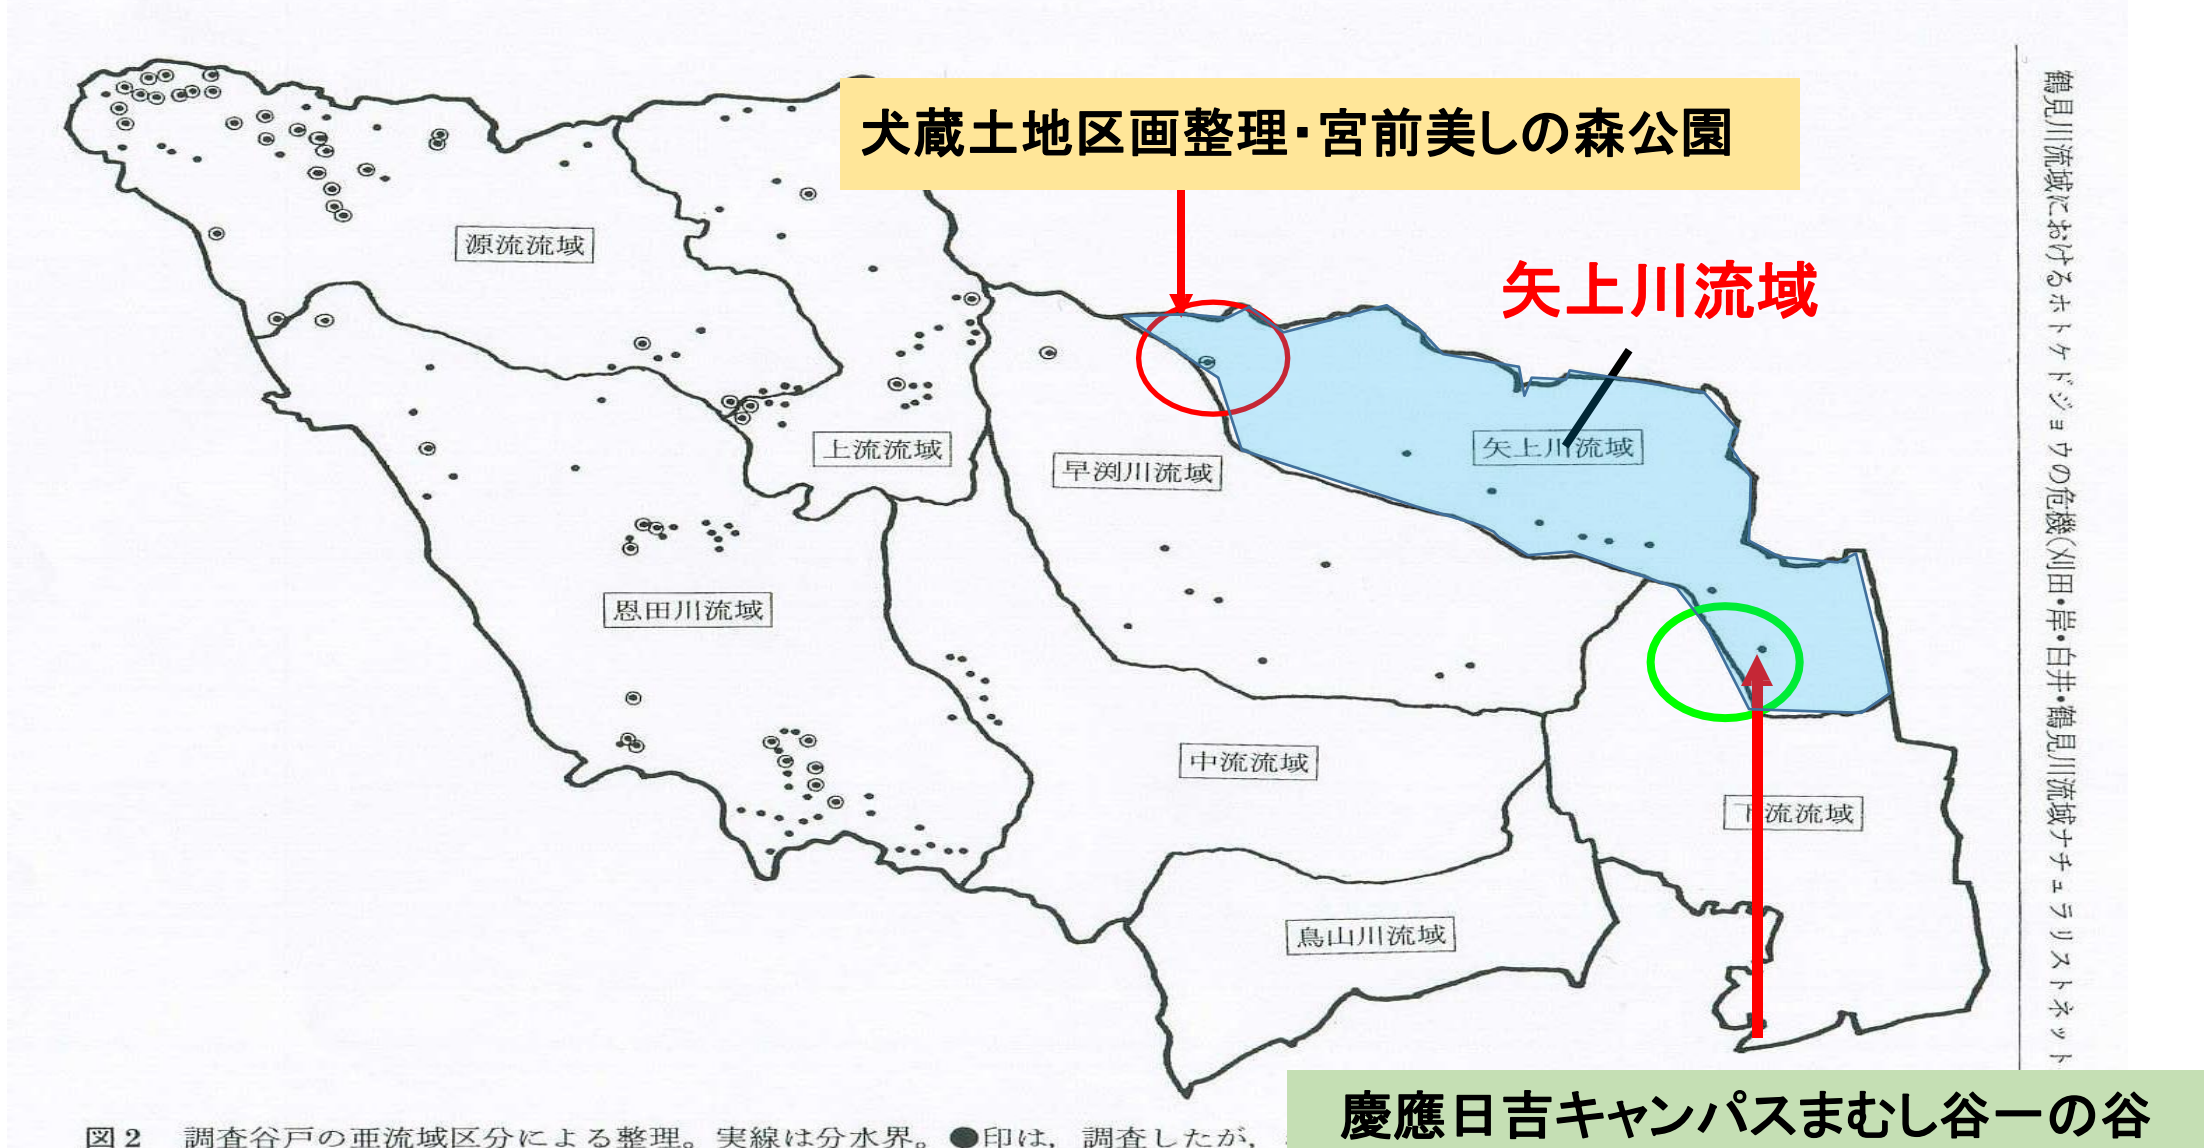 犬蔵土地区画整理・宮前美しの森公園
矢上川流域
源流流域
上流流域
早渕川流域
矢上川流域
恩田川流域
中流流域
下流流域
鳥山川流域
鶴見川流域におけるホトケドジョウの危機(刈田・岸・白井・鶴見川流域ナチュラリストネット
慶應日吉キャンパスまむし谷一の谷
図2 調査谷戸の亜流域区分による整理。実線は分水界。●印は，調査したが，